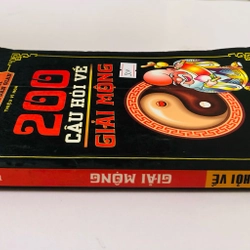 200
CÂU HỎI VỀ
GIẢI MỘNG
GIẢI MỘNG
HỎI VỀ